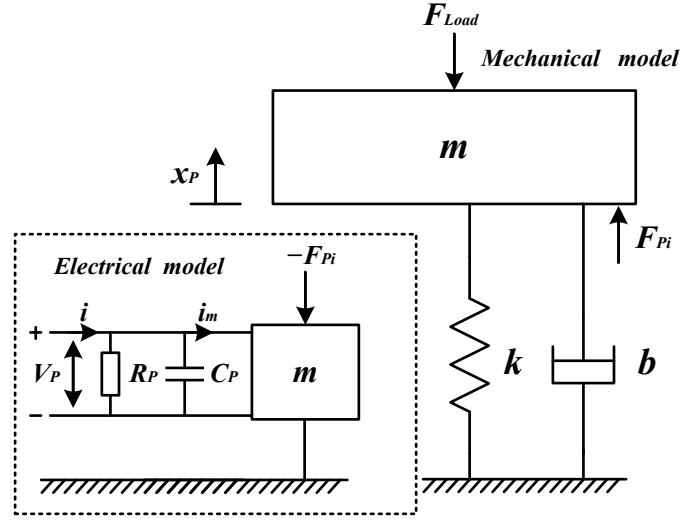 F_Load
Mechanical model
m
x_P
F_Pi
Electrical model
−F_Pi
i
i_m
+
V_P
R_P
C_P
m
−
k
b